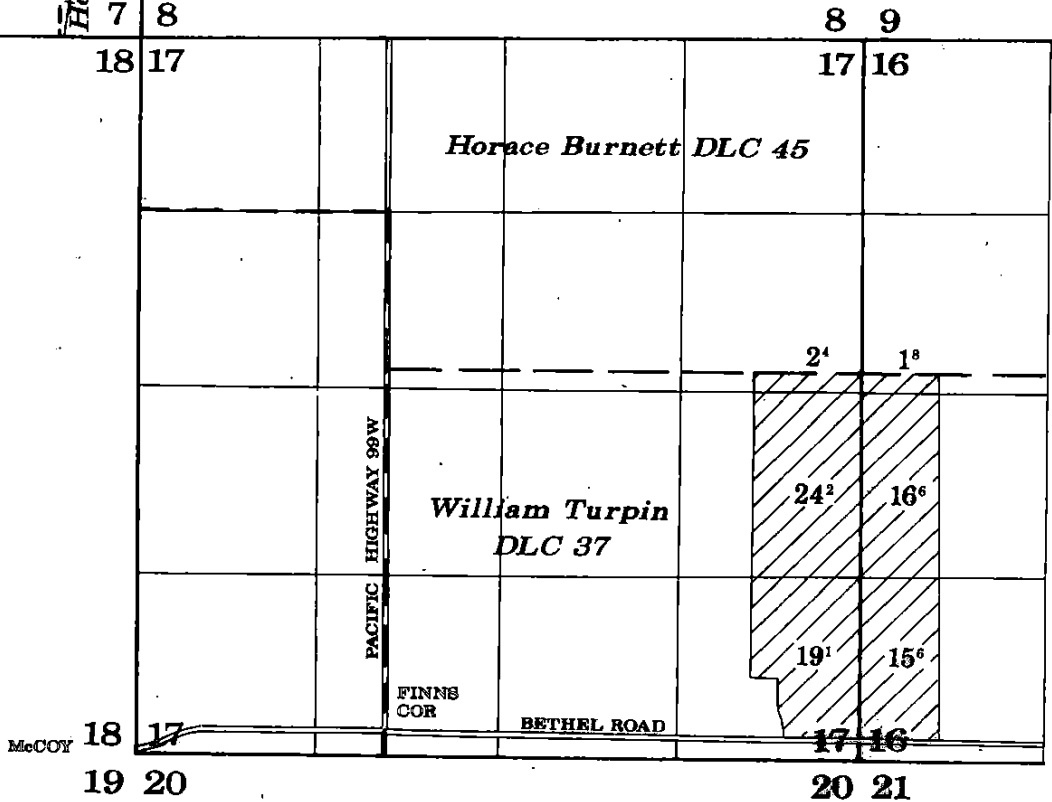 7 8
8 9
18 17
17 16
Horace Burnett DLC 45
2⁴
1⁸
PACIFIC HIGHWAY 99W
24²
16⁶
William Turpin
DLC 37
19¹
15⁶
FINNS
COR
BETHEL ROAD
McCOY
18 17
17 16
19 20
20 21